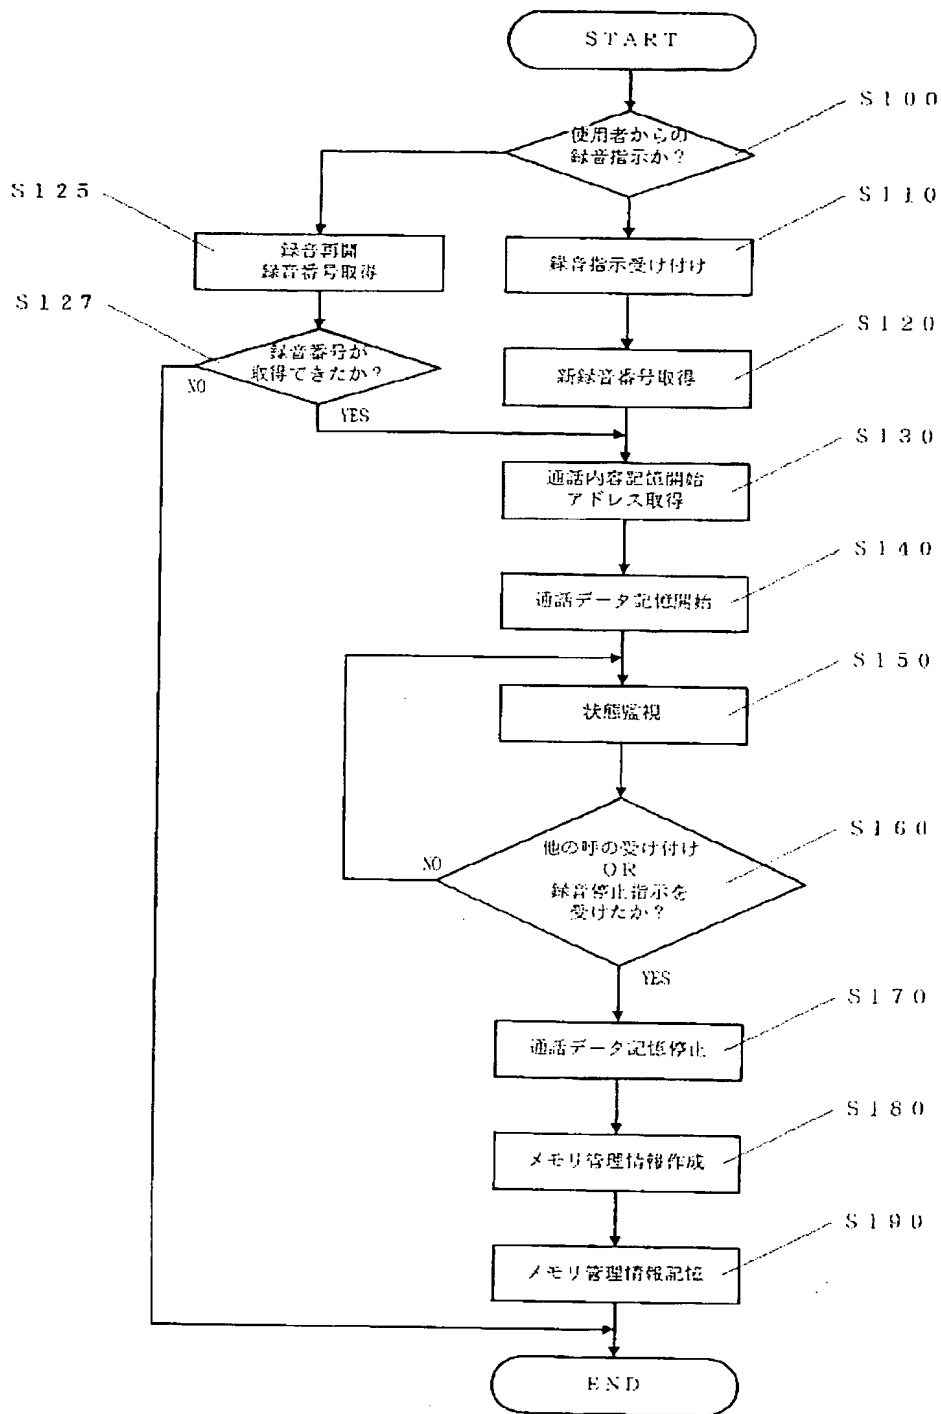 START
S100
使用者からの
録音指示か？
S125
S110
録音再開
録音番号取得
録音指示受け付け
S127
S120
録音番号が
取得できたか？
新録音番号取得
NO
YES
S130
通話内容記憶開始
アドレス取得
S140
通話データ記憶開始
S150
状態監視
S160
他の呼の受け付け
OR
録音停止指示を
受けたか？
NO
YES
S170
通話データ記憶停止
S180
メモリ管理情報作成
S190
メモリ管理情報記憶
END